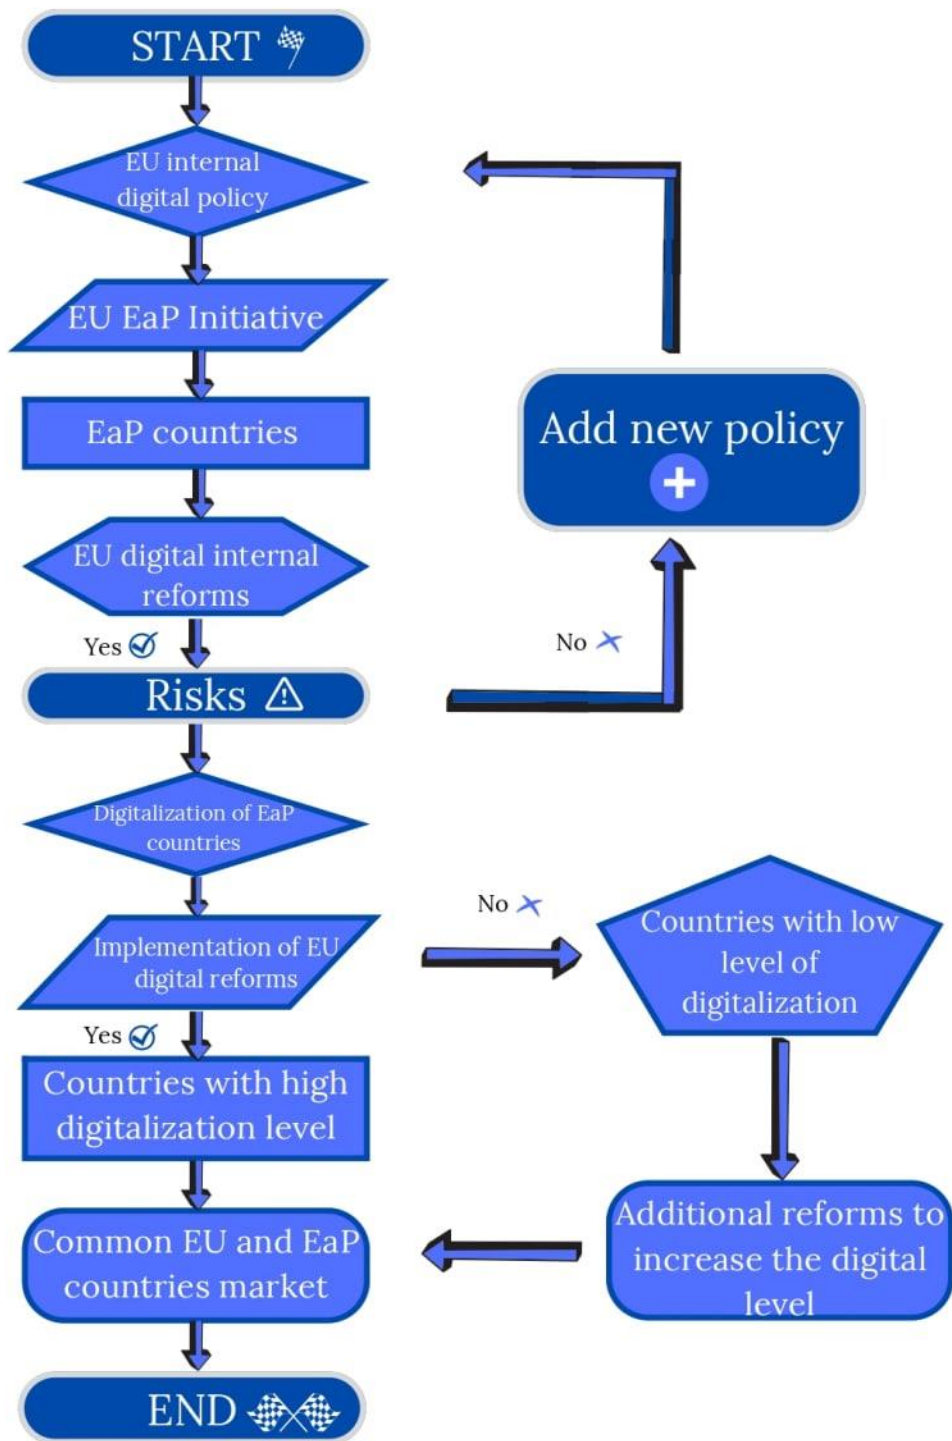 START
EU internal
digital policy
EU EaP Initiative
EaP countries
Add new policy
EU digital internal
reforms
Yes
No
Risks
Digitalization of EaP
countries
Implementation of EU
digital reforms
No
Countries with low
level of
digitalization
Yes
Countries with high
digitalization level
Common EU and EaP
countries market
Additional reforms to
increase the digital
level
END